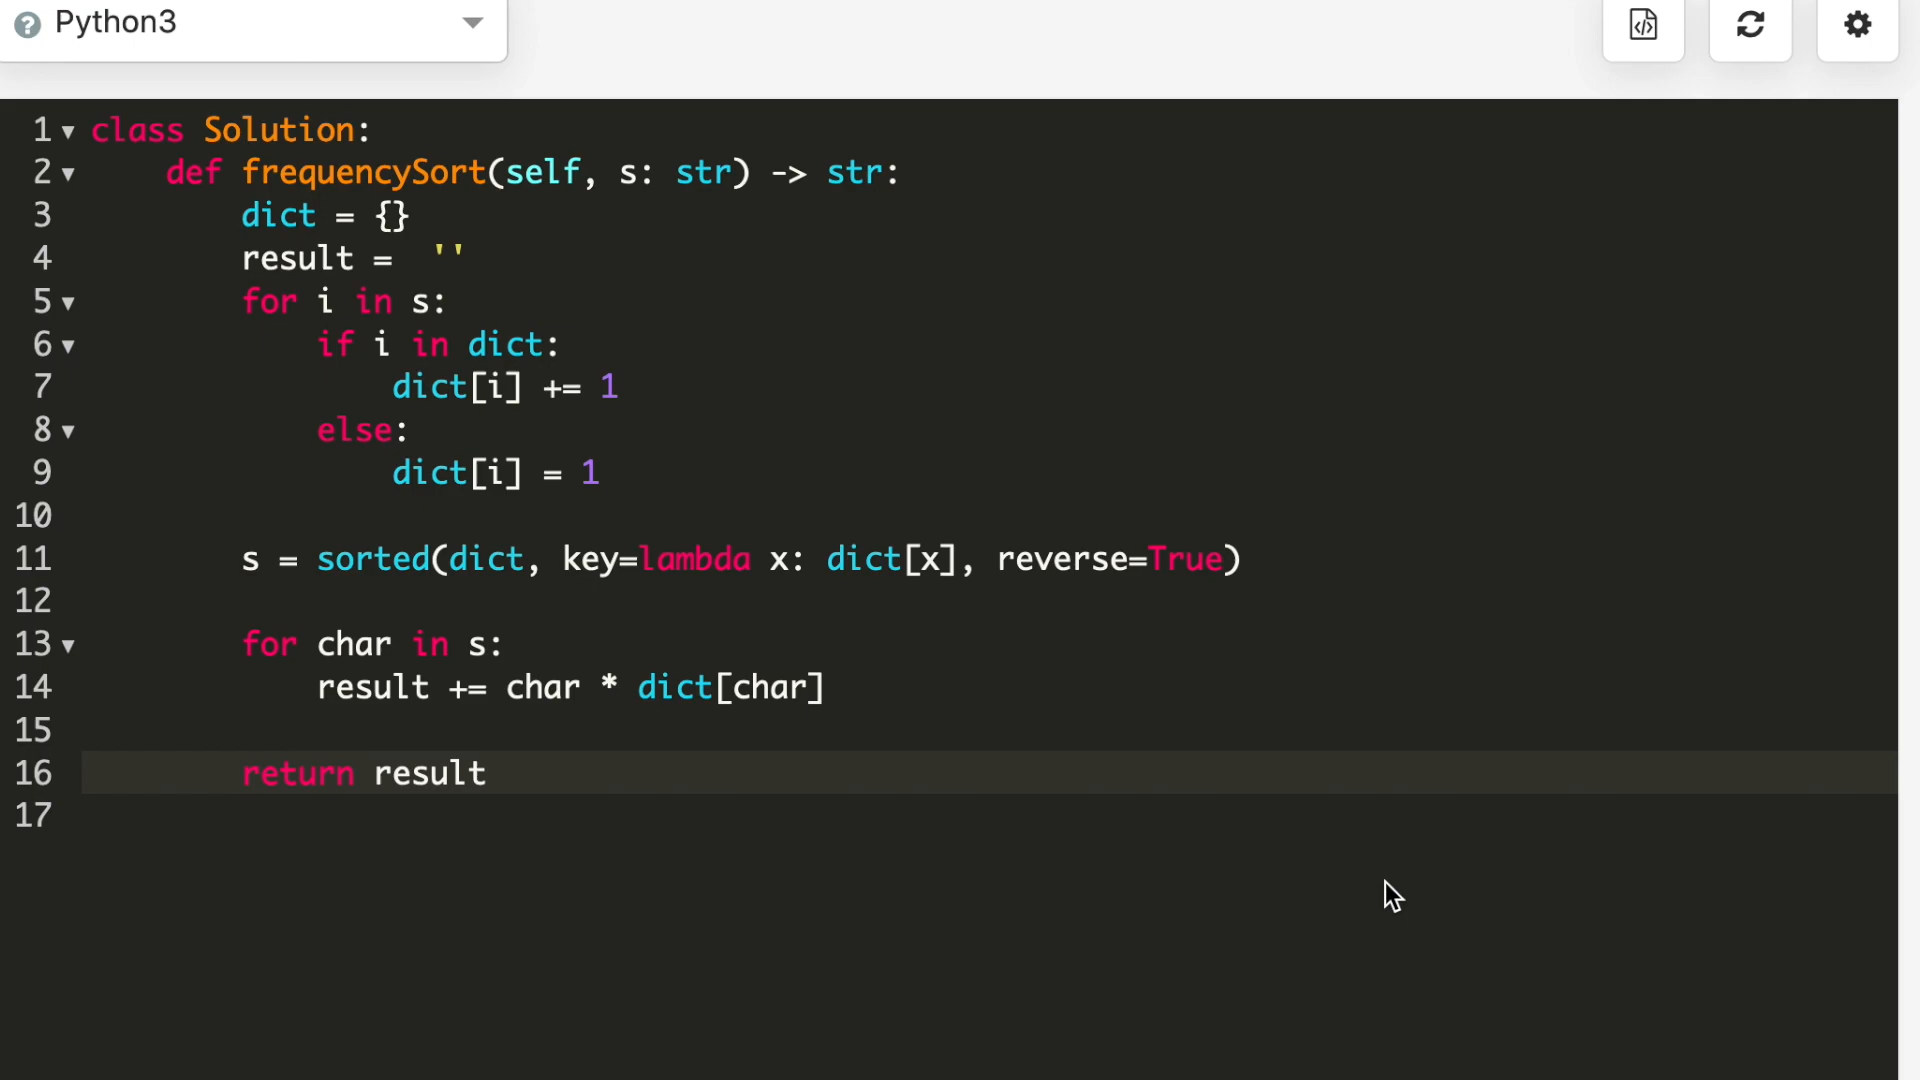 Python3
1 class Solution:
2     def frequencySort(self, s: str) -> str:
3         dict = {}
4         result =  ''
5         for i in s:
6             if i in dict:
7                 dict[i] += 1
8             else:
9                 dict[i] = 1
10
11         s = sorted(dict, key=lambda x: dict[x], reverse=True)
12
13         for char in s:
14             result += char * dict[char]
15
16         return result
17